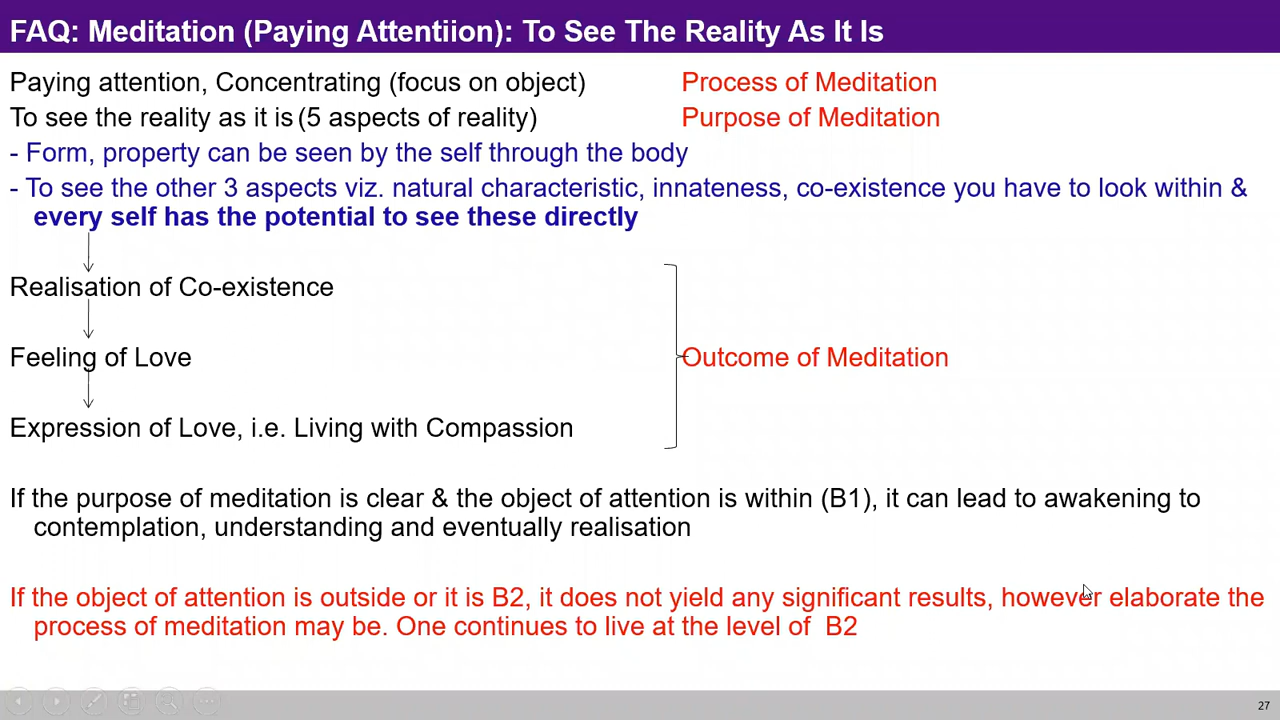 FAQ: Meditation (Paying Attentiion): To See The Reality As It Is
Paying attention, Concentrating (focus on object) Process of Meditation
To see the reality as it is (5 aspects of reality) Purpose of Meditation
- Form, property can be seen by the self through the body
- To see the other 3 aspects viz. natural characteristic, innateness, co-existence you have to look within &
every self has the potential to see these directly
Realisation of Co-existence
Feeling of Love Outcome of Meditation
Expression of Love, i.e. Living with Compassion
If the purpose of meditation is clear & the object of attention is within (B1), it can lead to awakening to
contemplation, understanding and eventually realisation
If the object of attention is outside or it is B2, it does not yield any significant results, however elaborate the
process of meditation may be. One continues to live at the level of B2
27